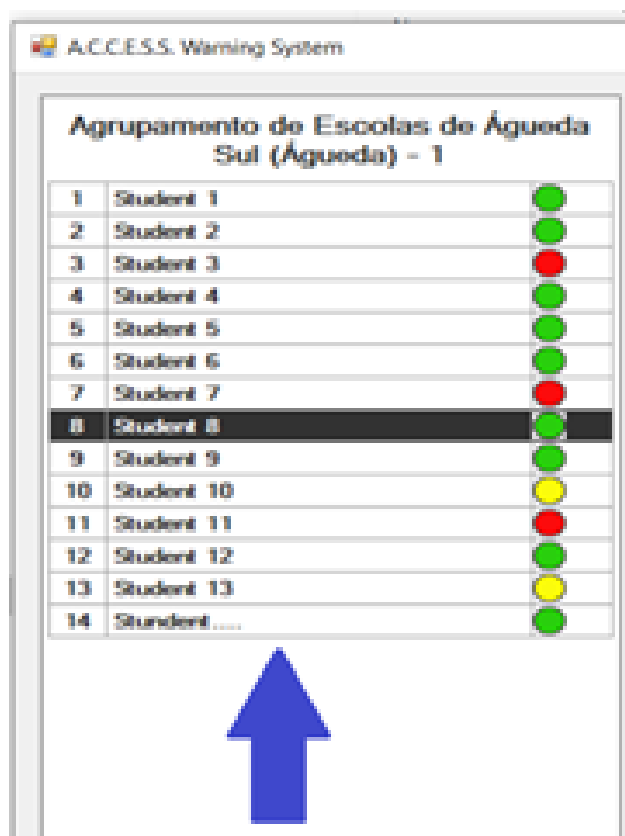 A.C.C.E.S.S. Warning System
Agrupamento de Escolas de Águeda
Sul (Águeda) - 1
1 Student 1
2 Student 2
3 Student 3
4 Student 4
5 Student 5
6 Student 6
7 Student 7
8 Student 8
9 Student 9
10 Student 10
11 Student 11
12 Student 12
13 Student 13
14 Stundent....